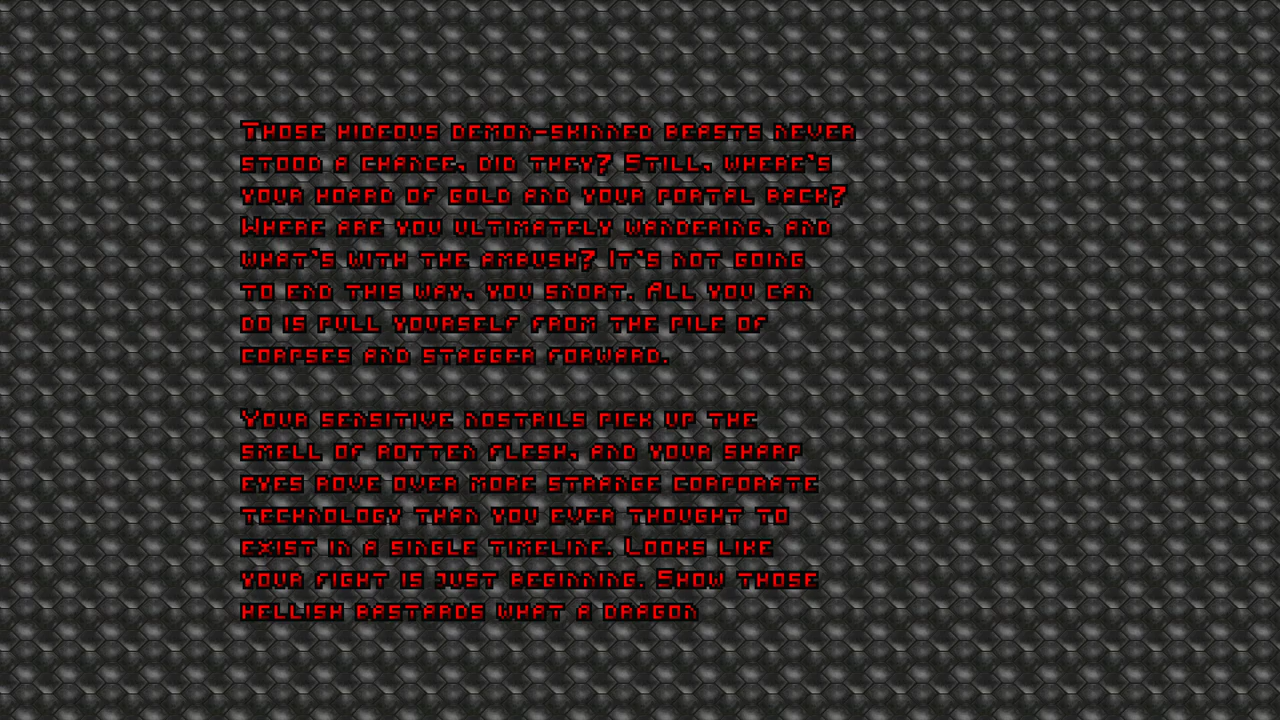 Those hideous demon-skinned beasts never
stood a chance, did they? Still, where's
your hoard of gold and your portal back?
Where are you ultimately wandering, and
what's with the ambush? It's not going
to end this way, you snort. All you can
do is pull yourself from the pile of
corpses and stagger forward.

Your sensitive nostrils pick up the
smell of rotten flesh, and your sharp
eyes rove over more strange corporate
technology than you ever thought to
exist in a single timeline. Looks like
your fight is just beginning. Show those
hellish bastards what a dragon